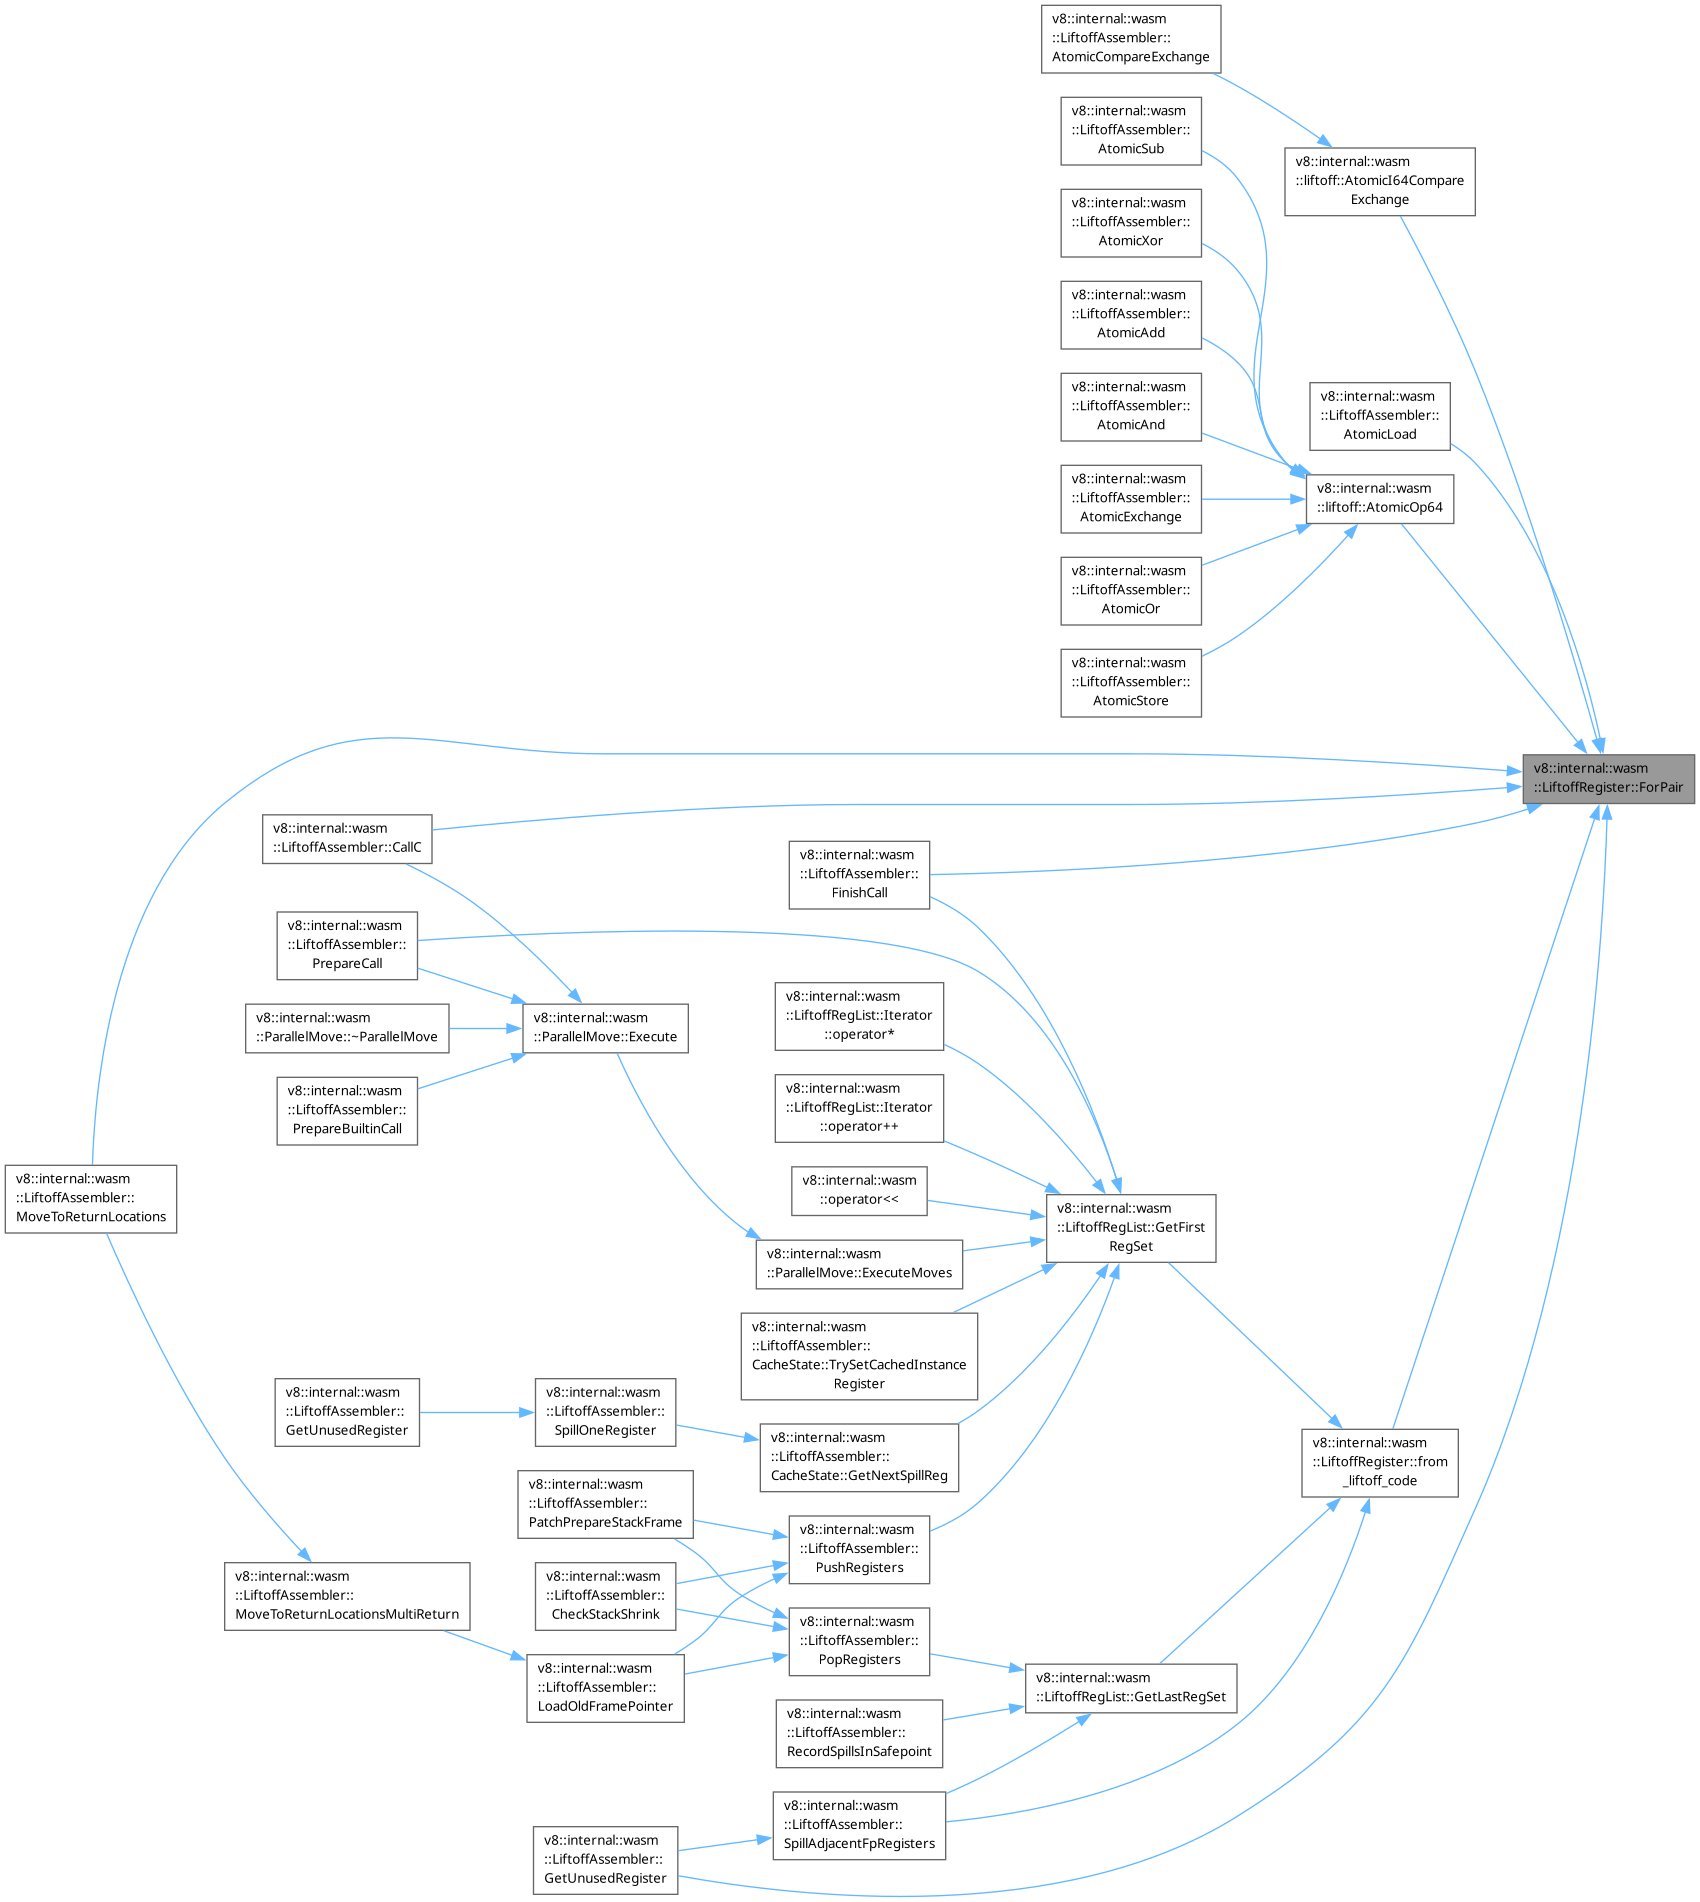 v8::internal::wasm
::LiftoffAssembler::
AtomicCompareExchange
v8::internal::wasm
::LiftoffAssembler::
AtomicSub
v8::internal::wasm
::liftoff::AtomicI64Compare
Exchange
v8::internal::wasm
::LiftoffAssembler::
AtomicXor
v8::internal::wasm
::LiftoffAssembler::
AtomicAdd
v8::internal::wasm
::LiftoffAssembler::
AtomicAnd
v8::internal::wasm
::LiftoffAssembler::
AtomicLoad
v8::internal::wasm
::LiftoffAssembler::
AtomicExchange
v8::internal::wasm
::liftoff::AtomicOp64
v8::internal::wasm
::LiftoffAssembler::
AtomicOr
v8::internal::wasm
::LiftoffAssembler::
AtomicStore
v8::internal::wasm
::LiftoffRegister::ForPair
v8::internal::wasm
::LiftoffAssembler::CallC
v8::internal::wasm
::LiftoffAssembler::
FinishCall
v8::internal::wasm
::LiftoffAssembler::
PrepareCall
v8::internal::wasm
::LiftoffRegList::Iterator
::operator*
v8::internal::wasm
::ParallelMove::~ParallelMove
v8::internal::wasm
::ParallelMove::Execute
v8::internal::wasm
::LiftoffAssembler::
PrepareBuiltinCall
v8::internal::wasm
::LiftoffRegList::Iterator
::operator++
v8::internal::wasm
::LiftoffAssembler::
MoveToReturnLocations
v8::internal::wasm
::operator<<
v8::internal::wasm
::LiftoffRegList::GetFirst
RegSet
v8::internal::wasm
::ParallelMove::ExecuteMoves
v8::internal::wasm
::LiftoffAssembler::
CacheState::TrySetCachedInstance
Register
v8::internal::wasm
::LiftoffAssembler::
GetUnusedRegister
v8::internal::wasm
::LiftoffAssembler::
SpillOneRegister
v8::internal::wasm
::LiftoffAssembler::
CacheState::GetNextSpillReg
v8::internal::wasm
::LiftoffRegister::from
_liftoff_code
v8::internal::wasm
::LiftoffAssembler::
PatchPrepareStackFrame
v8::internal::wasm
::LiftoffAssembler::
PushRegisters
v8::internal::wasm
::LiftoffAssembler::
MoveToReturnLocationsMultiReturn
v8::internal::wasm
::LiftoffAssembler::
CheckStackShrink
v8::internal::wasm
::LiftoffAssembler::
PopRegisters
v8::internal::wasm
::LiftoffAssembler::
LoadOldFramePointer
v8::internal::wasm
::LiftoffRegList::GetLastRegSet
v8::internal::wasm
::LiftoffAssembler::
RecordSpillsInSafepoint
v8::internal::wasm
::LiftoffAssembler::
SpillAdjacentFpRegisters
v8::internal::wasm
::LiftoffAssembler::
GetUnusedRegister